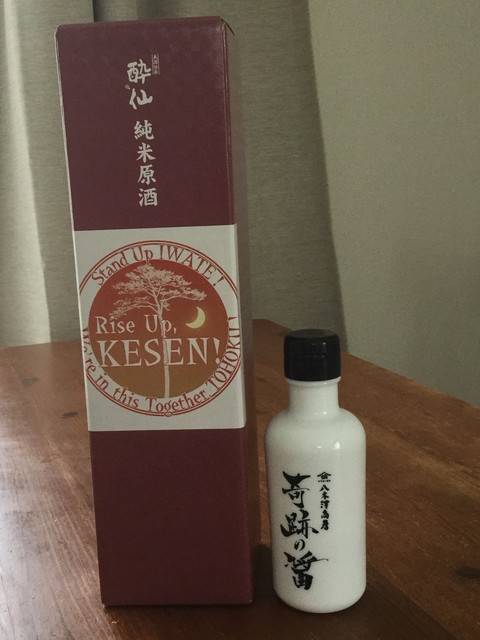 酔仙
純米原酒
Stand Up IWATE!
Rise Up,
KESEN!
We're in this Together TOHOKU!
八木澤商店
奇跡の醤